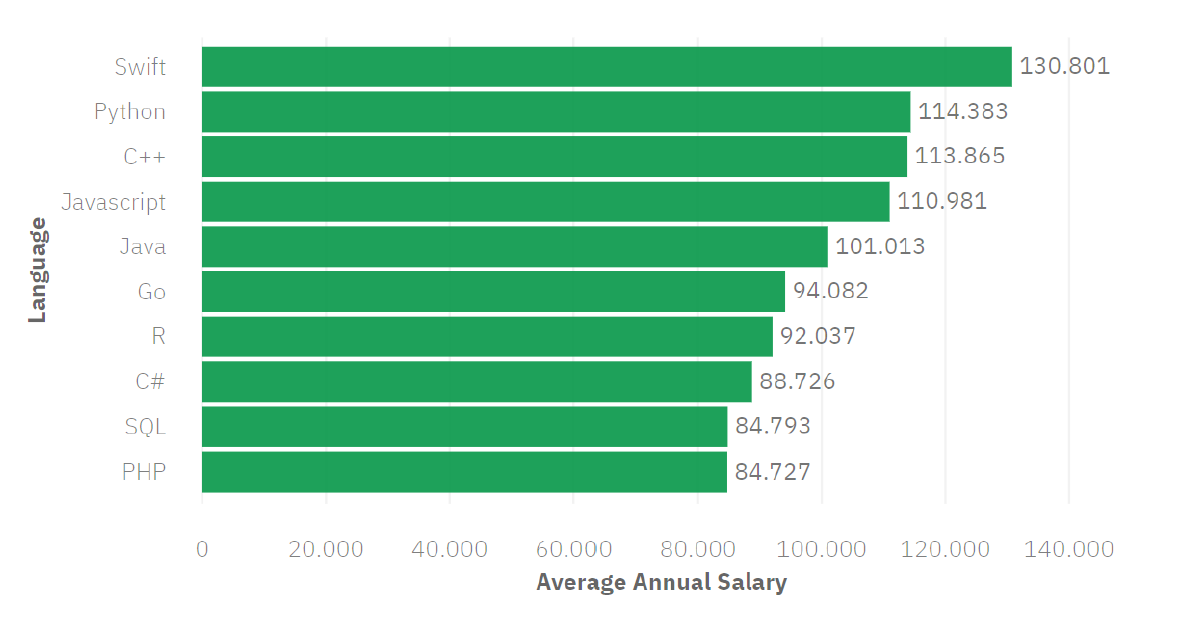 Language
Swift 130.801
Python 114.383
C++ 113.865
Javascript 110.981
Java 101.013
Go 94.082
R 92.037
C# 88.726
SQL 84.793
PHP 84.727
0 20.000 40.000 60.000 80.000 100.000 120.000 140.000
Average Annual Salary